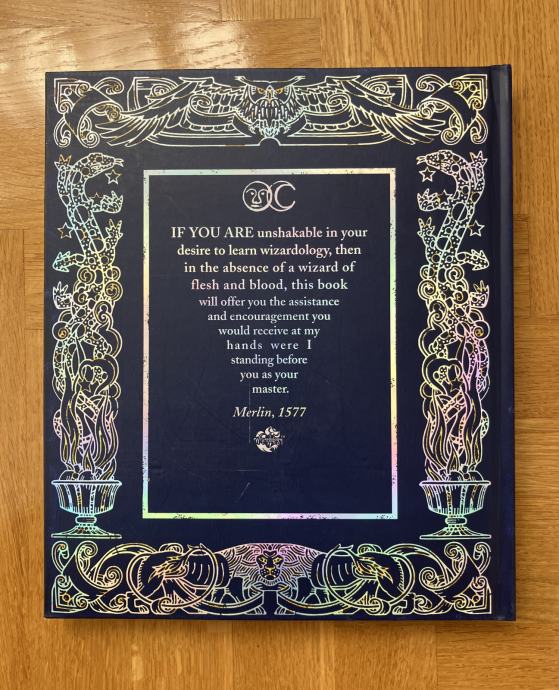 IF YOU ARE unshakable in your
desire to learn wizardology, then
in the absence of a wizard of
flesh and blood, this book
will offer you the assistance
and encouragement you
would receive at my
hands were I
standing before
you as your
master.
Merlin, 1577